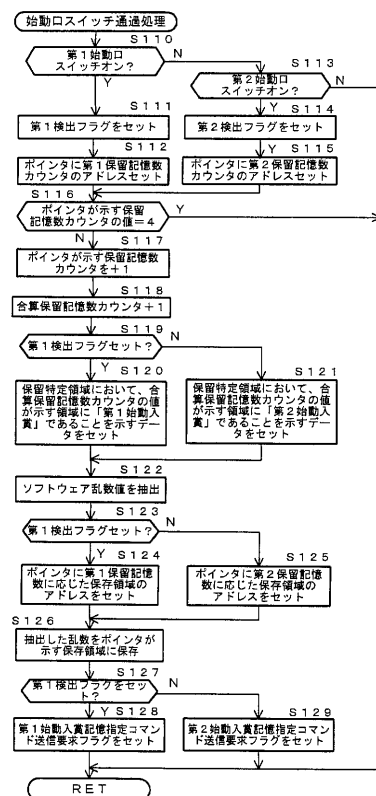 始動口スイッチ通過処理
S110
第1始動口
スイッチオン?
N
Y
S113
第2始動口
スイッチオン?
N
Y
S111
第1検出フラグをセット
S114
第2検出フラグをセット
S112
ポインタに第1保留記憶数
カウンタのアドレスセット
Y
S115
ポインタに第2保留記憶数
カウンタのアドレスセット
S116
ポインタが示す保留
記憶数カウンタの値=4
Y
N
S117
ポインタが示す保留記憶数
カウンタを+1
S118
合算保留記憶数カウンタ+1
S119
第1検出フラグセット?
N
Y
S120
保留特定領域において、合
算保留記憶数カウンタの値
が示す領域に「第1始動入
賞」であることを示すデー
タをセット
S121
保留特定領域において、合
算保留記憶数カウンタの値
が示す領域に「第2始動入
賞」であることを示すデー
タをセット
S122
ソフトウェア乱数値を抽出
S123
第1検出フラグセット?
N
Y
S124
ポインタに第1保留記憶
数に応じた保存領域の
アドレスをセット
S125
ポインタに第2保留記憶
数に応じた保存領域の
アドレスをセット
S126
抽出した乱数をポインタが
示す保存領域に保存
S127
第1検出フラグをセッ
ト?
N
Y
S128
第1始動入賞記憶指定コマン
ド送信要求フラグをセット
S129
第2始動入賞記憶指定コマン
ド送信要求フラグをセット
RET